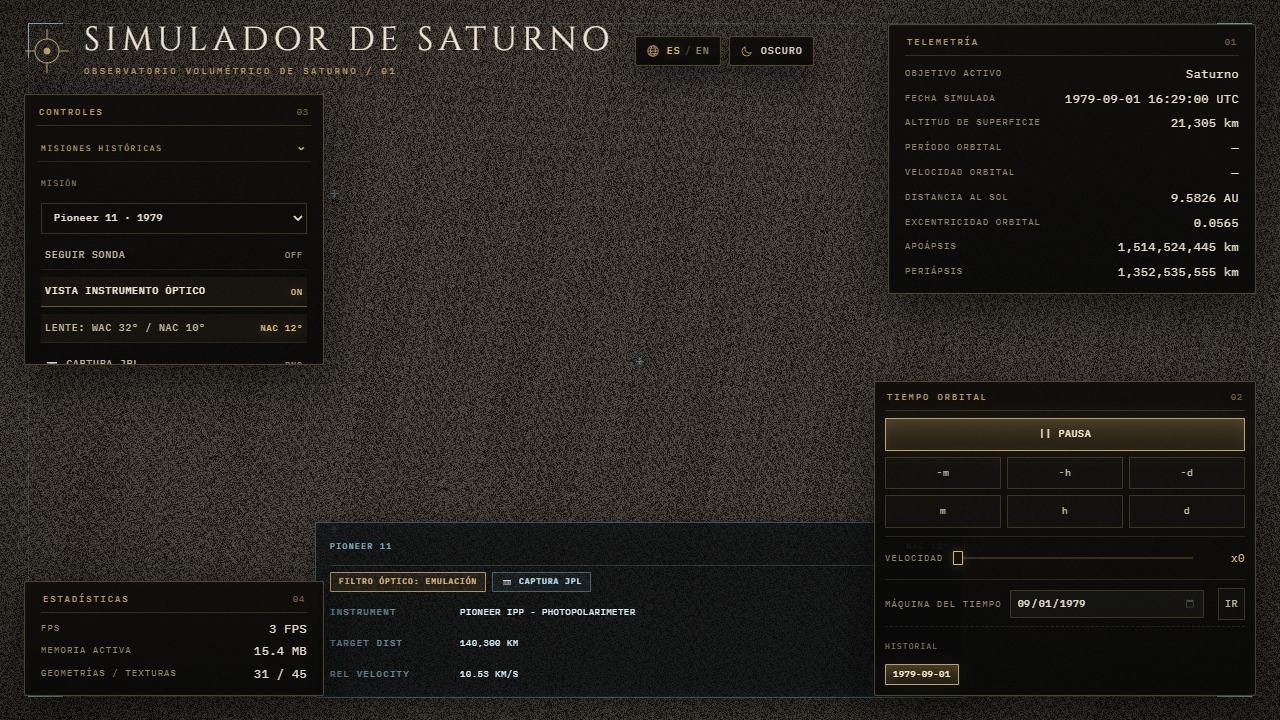 SIMULADOR DE SATURNO
OBSERVATORIO VOLUMÉTRICO DE SATURNO / 01
ES / EN
OSCURO
CONTROLES 03
MISIONES HISTÓRICAS
MISIÓN
Pioneer 11 · 1979
SEGUIR SONDA OFF
VISTA INSTRUMENTO ÓPTICO ON
LENTE: WAC 32° / NAC 10° NAC 12°
CAPTURA JPL PNG
TELEMETRÍA 01
OBJETIVO ACTIVO Saturno
FECHA SIMULADA 1979-09-01 16:29:00 UTC
ALTITUD DE SUPERFICIE 21,305 km
PERÍODO ORBITAL —
VELOCIDAD ORBITAL —
DISTANCIA AL SOL 9.5826 AU
EXCENTRICIDAD ORBITAL 0.0565
APOÁPSIS 1,514,524,445 km
PERIÁPSIS 1,352,535,555 km
TIEMPO ORBITAL 02
|| PAUSA
-m -h -d
m h d
VELOCIDAD x0
MÁQUINA DEL TIEMPO 09/01/1979 IR
HISTORIAL
1979-09-01
PIONEER 11
FILTRO ÓPTICO: EMULACIÓN CAPTURA JPL
INSTRUMENT PIONEER IPP - PHOTOPOLARIMETER
TARGET DIST 140,300 KM
REL VELOCITY 10.53 KM/S
ESTADÍSTICAS 04
FPS 3 FPS
MEMORIA ACTIVA 15.4 MB
GEOMETRÍAS / TEXTURAS 31 / 45